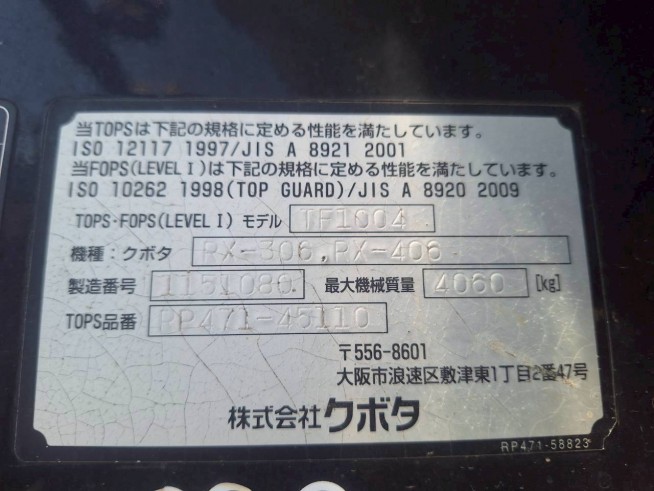 当TOPSは下記の規格に定める性能を満たしています。
ISO 12117 1997/JIS A 8921 2001
当FOPS(LEVEL I)は下記の規格に定める性能を満たしています。
ISO 10262 1998(TOP GUARD)/JIS A 8920 2009
TOPS・FOPS(LEVEL I) モデル TF1004
機種：クボタ RX-306,RX-406
製造番号 1151080 最大機械質量 4060 [kg]
TOPS品番 RP471-45110
〒556-8601
大阪市浪速区敷津東1丁目2番47号
株式会社クボタ
RP471-58823